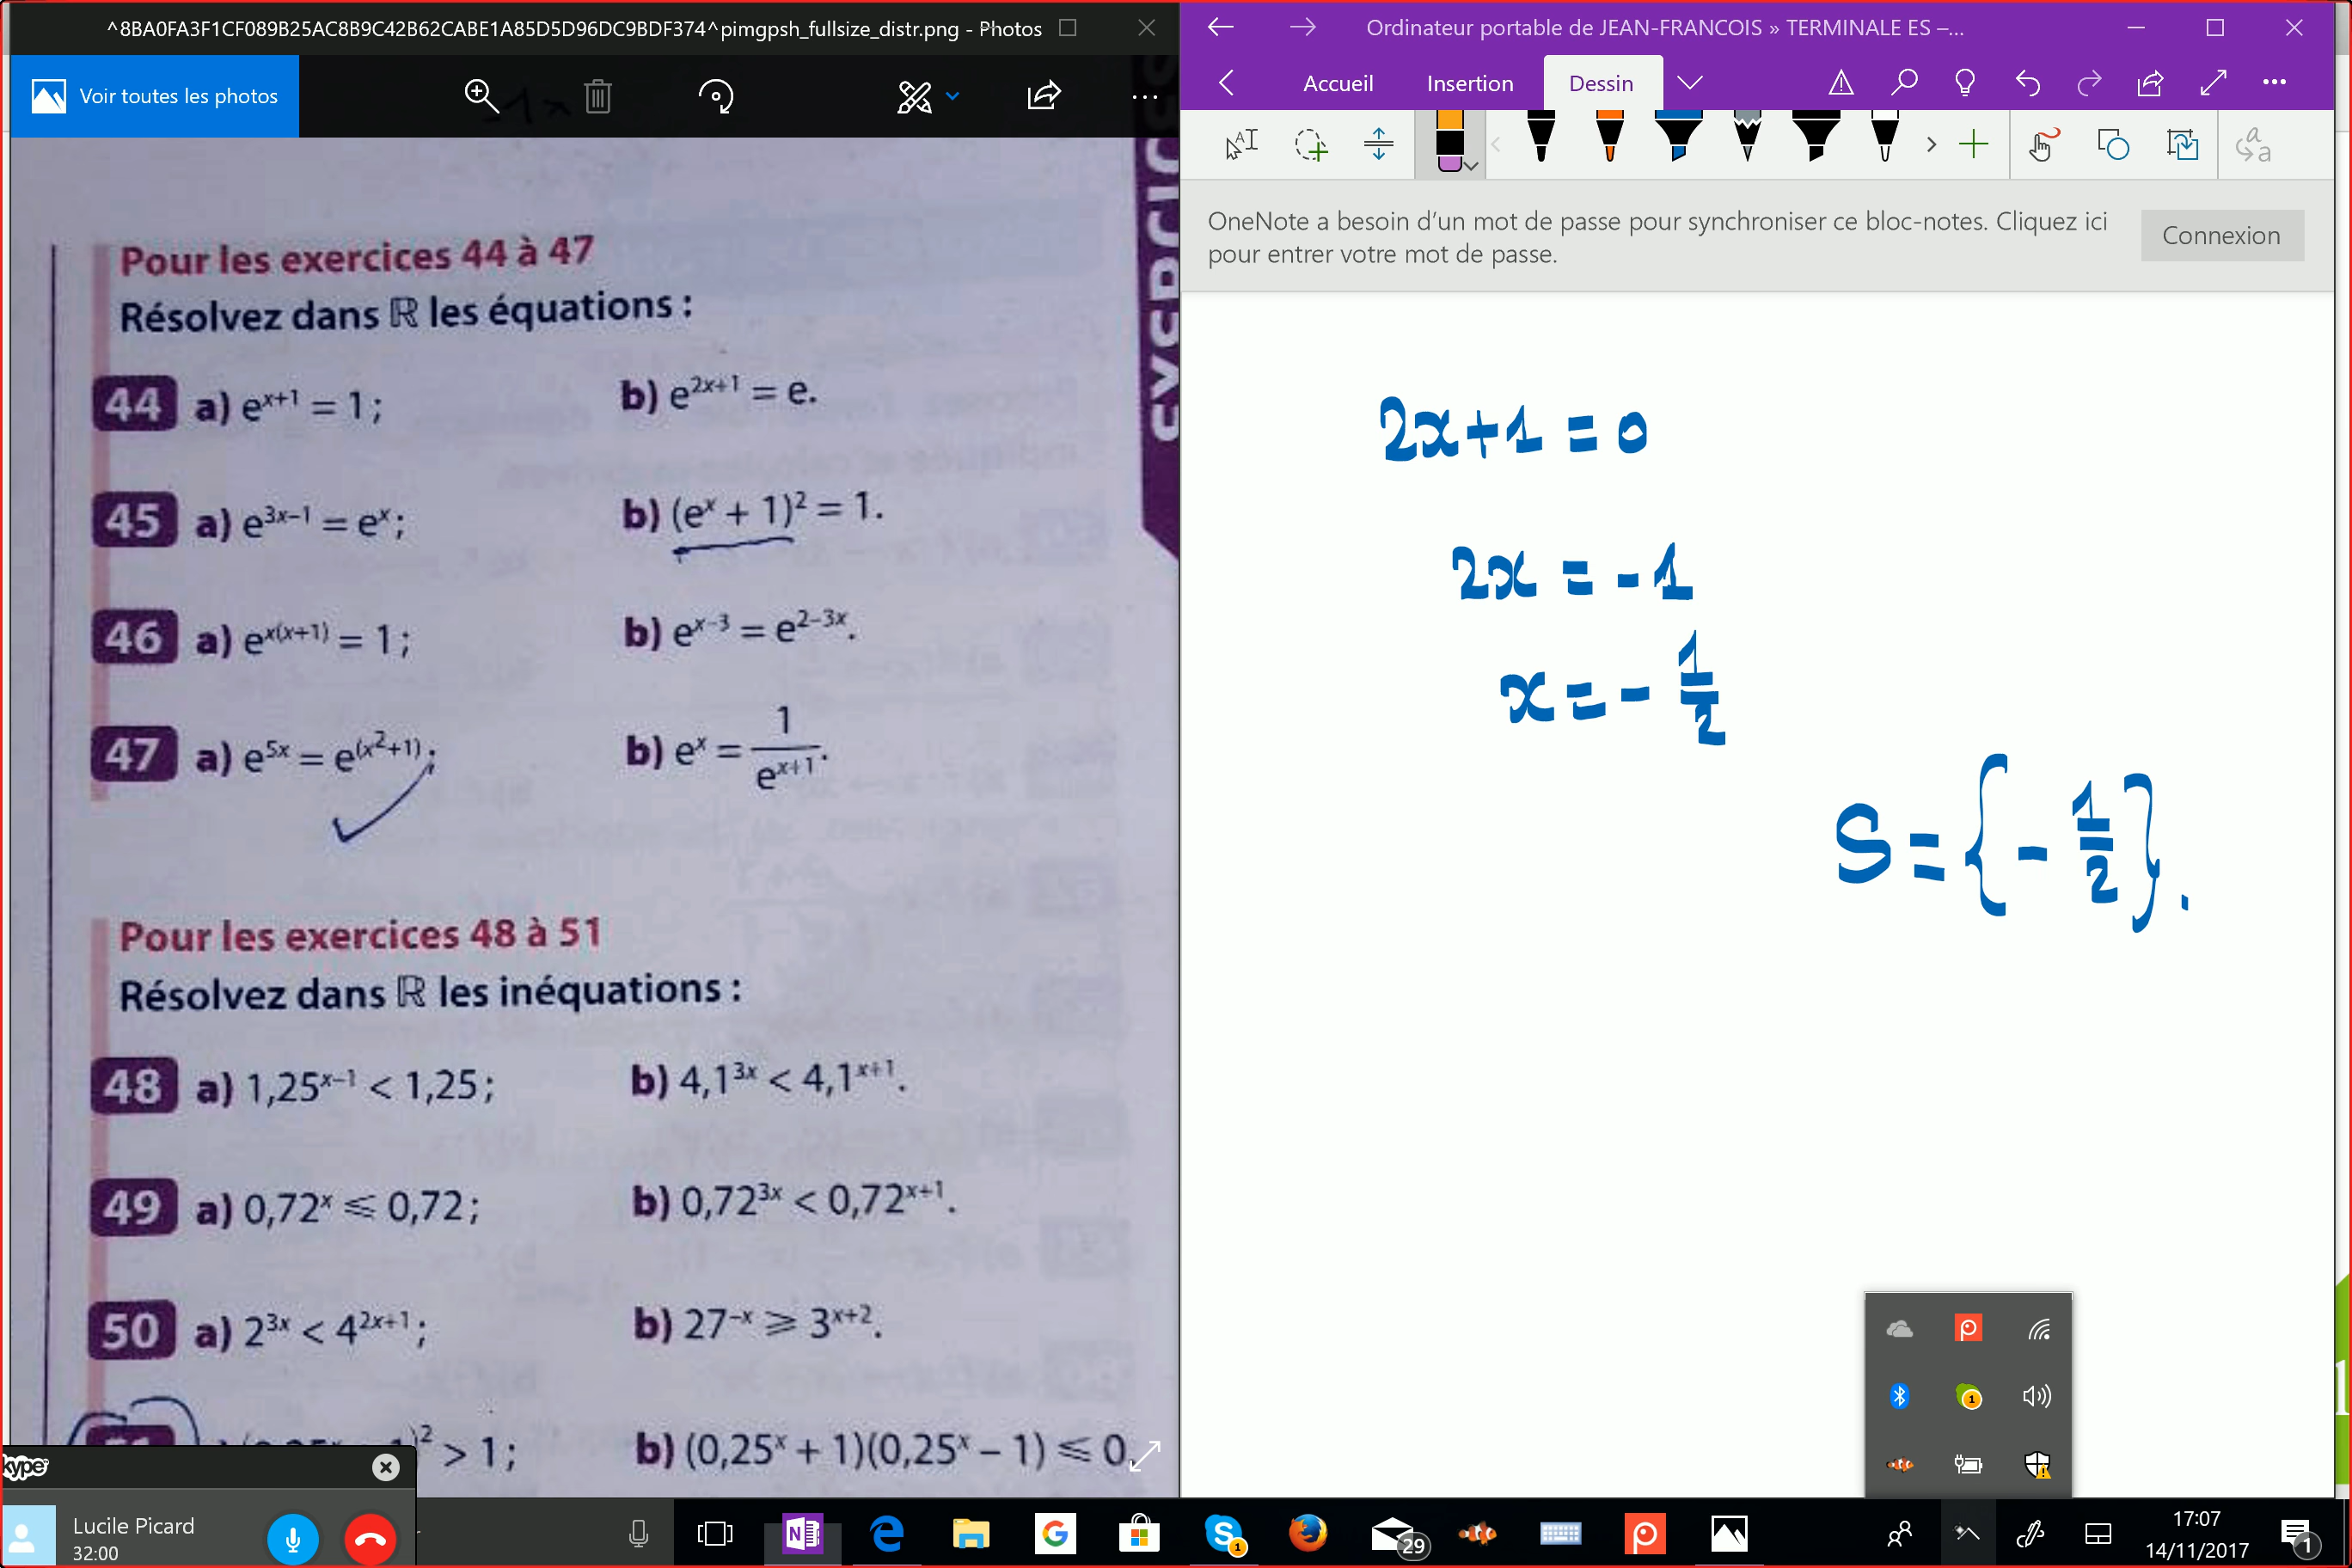 ^8BA0FA3F1CF089B25AC8B9C42B62CABE1A85D5D96DC9BDF374^pimgpsh_fullsize_distr.png - Photos
Voir toutes les photos
Pour les exercices 44 à 47
Résolvez dans ℝ les équations :
44 a) e^{x+1} = 1 ; b) e^{2x+1} = e.
45 a) e^{3x–1} = e^x ; b) (e^x + 1)² = 1.
46 a) e^{x(x+1)} = 1 ; b) e^{x–3} = e^{2–3x}.
47 a) e^{5x} = e^{(x²+1)} ; b) e^x = 1/e^{x+1}.
Pour les exercices 48 à 51
Résolvez dans ℝ les inéquations :
48 a) 1,25^{x–1} < 1,25 ; b) 4,1^{3x} < 4,1^{x+1}.
49 a) 0,72^x ⩽ 0,72 ; b) 0,72^{3x} < 0,72^{x+1}.
50 a) 2^{3x} < 4^{2x+1} ; b) 27^{–x} ⩾ 3^{x+2}.
² > 1 ; b) (0,25^x + 1)(0,25^x – 1) ⩽ 0.
Lucile Picard
32:00
Ordinateur portable de JEAN-FRANCOIS » TERMINALE ES –...
Accueil Insertion Dessin
OneNote a besoin d’un mot de passe pour synchroniser ce bloc-notes. Cliquez ici
pour entrer votre mot de passe.
Connexion
2x+1 = 0
2x = -1
x = - 1/2
S = {- 1/2}.
29
17:07
14/11/2017
1